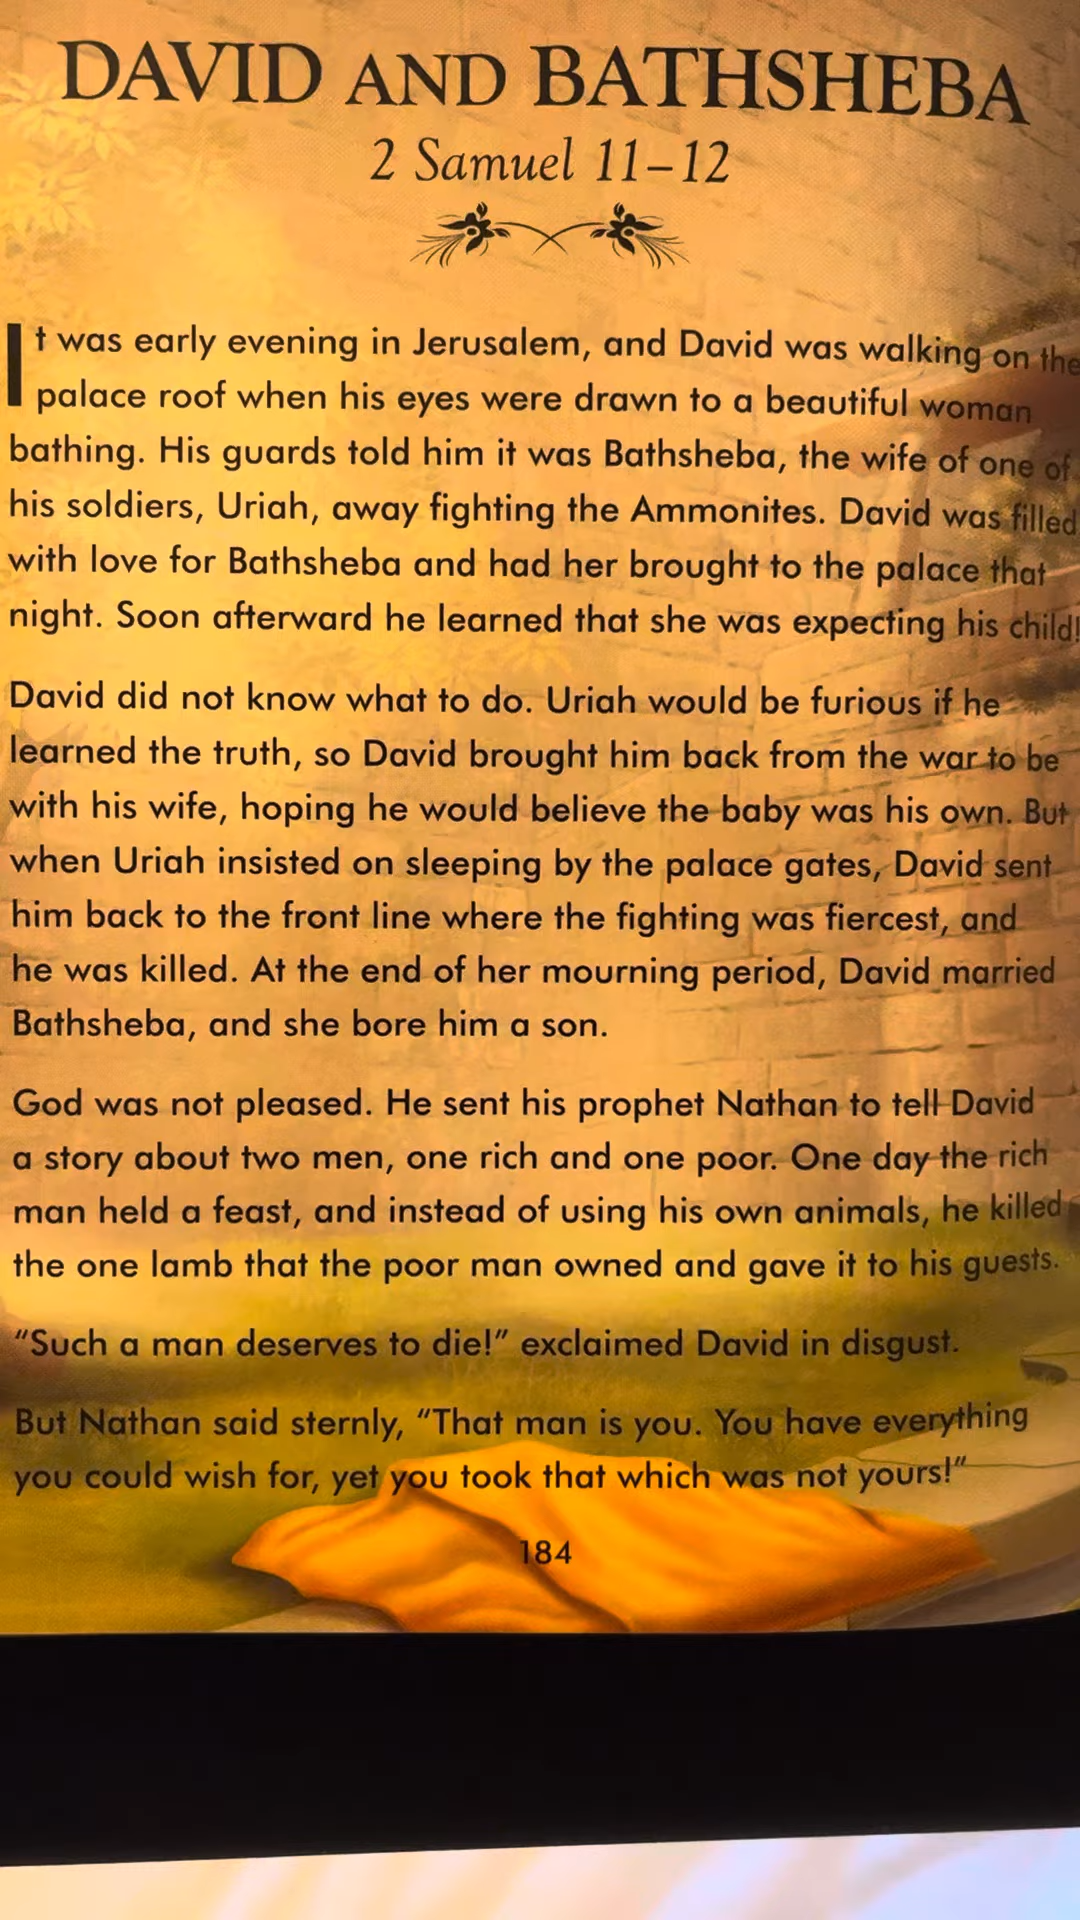 DAVID AND BATHSHEBA
2 Samuel 11–12
It was early evening in Jerusalem, and David was walking on the
palace roof when his eyes were drawn to a beautiful woman
bathing. His guards told him it was Bathsheba, the wife of one of
his soldiers, Uriah, away fighting the Ammonites. David was filled
with love for Bathsheba and had her brought to the palace that
night. Soon afterward he learned that she was expecting his child!
David did not know what to do. Uriah would be furious if he
learned the truth, so David brought him back from the war to be
with his wife, hoping he would believe the baby was his own. But
when Uriah insisted on sleeping by the palace gates, David sent
him back to the front line where the fighting was fiercest, and
he was killed. At the end of her mourning period, David married
Bathsheba, and she bore him a son.
God was not pleased. He sent his prophet Nathan to tell David
a story about two men, one rich and one poor. One day the rich
man held a feast, and instead of using his own animals, he killed
the one lamb that the poor man owned and gave it to his guests.
“Such a man deserves to die!” exclaimed David in disgust.
But Nathan said sternly, “That man is you. You have everything
you could wish for, yet you took that which was not yours!”
184